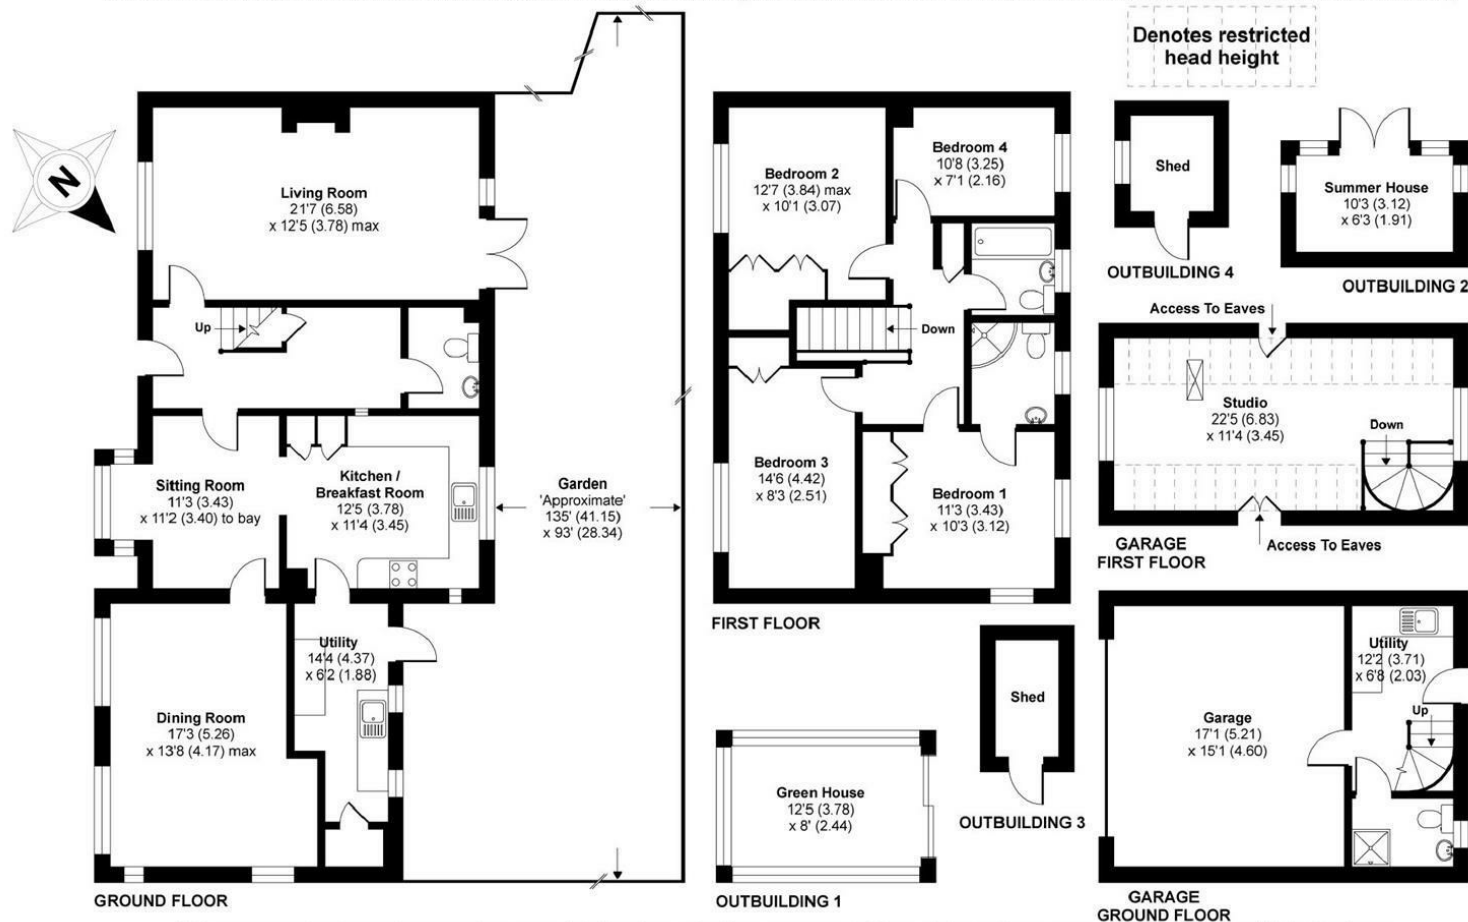 Denotes restricted
head height
N
Living Room
21'7 (6.58)
x 12'5 (3.78) max
Up
Sitting Room
11'3 (3.43)
x 11'2 (3.40) to bay
Kitchen /
Breakfast Room
12'5 (3.78)
x 11'4 (3.45)
Garden
'Approximate'
135' (41.15)
x 93' (28.34)
Utility
14'4 (4.37)
x 6'2 (1.88)
Dining Room
17'3 (5.26)
x 13'8 (4.17) max
GROUND FLOOR
Bedroom 2
12'7 (3.84) max
x 10'1 (3.07)
Bedroom 4
10'8 (3.25)
x 7'1 (2.16)
Down
Bedroom 3
14'6 (4.42)
x 8'3 (2.51)
Bedroom 1
11'3 (3.43)
x 10'3 (3.12)
FIRST FLOOR
Shed
OUTBUILDING 4
Summer House
10'3 (3.12)
x 6'3 (1.91)
OUTBUILDING 2
Access To Eaves
Studio
22'5 (6.83)
x 11'4 (3.45)
Down
Access To Eaves
GARAGE
FIRST FLOOR
Green House
12'5 (3.78)
x 8' (2.44)
OUTBUILDING 1
Shed
OUTBUILDING 3
Garage
17'1 (5.21)
x 15'1 (4.60)
Utility
12'2 (3.71)
x 6'8 (2.03)
Up
GARAGE
GROUND FLOOR